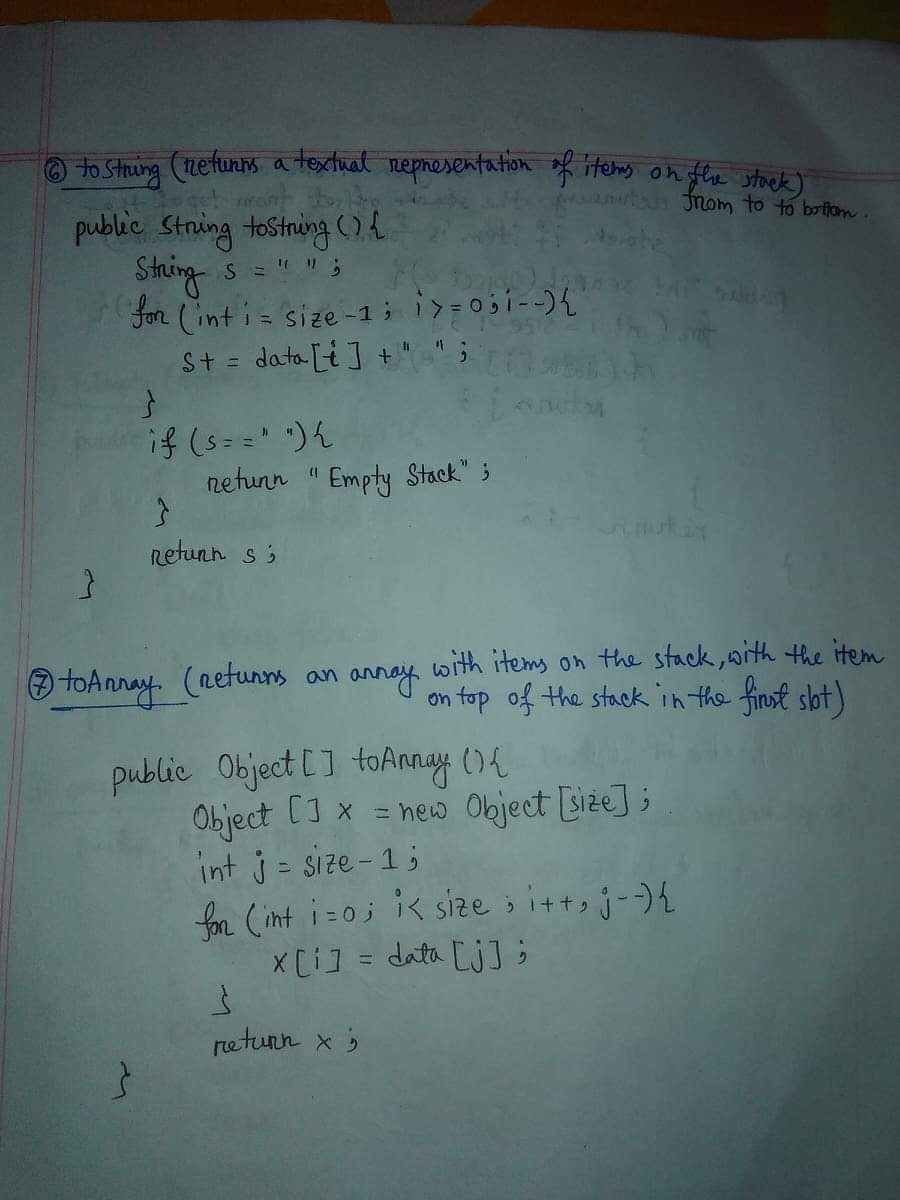 ⑥ toString (returns a textual representation of items on the stack)
from to to bottom.
public String toString () {
String s = " " ;
for (int i = size -1 ; i >= 0 ; i--) {
s+ = data [i] + " " ;
}
if (s== " ") {
return "Empty Stack" ;
}
return s ;
}
⑦ toArray (returns an array with items on the stack, with the item
on top of the stack in the first slot)
public Object [] toArray () {
Object [] x = new Object [size] ;
int j = size - 1 ;
for (int i = 0 ; i < size ; i++, j--) {
x [i] = data [j] ;
}
return x ;
}